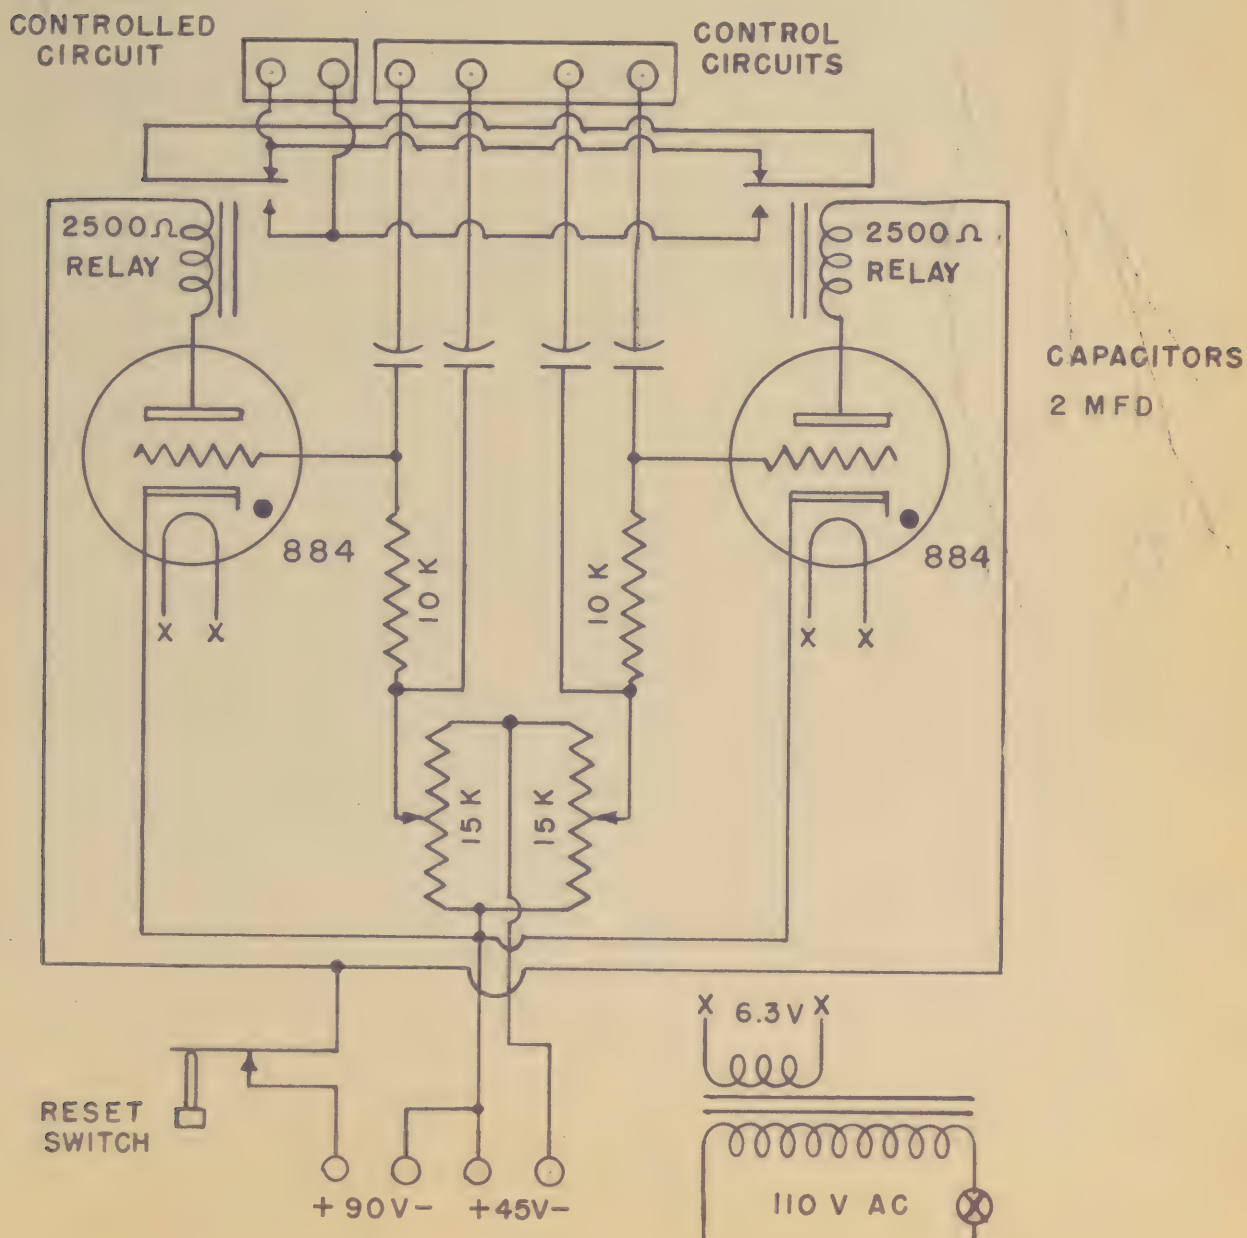 CONTROLLED
CIRCUIT
CONTROL
CIRCUITS
2500Ω
RELAY
2500Ω
RELAY
CAPACITORS
2 MFD
884
884
10 K
10 K
X X
X X
15 K
15 K
X 6.3V X
RESET
SWITCH
+90V- +45V-
110 V AC